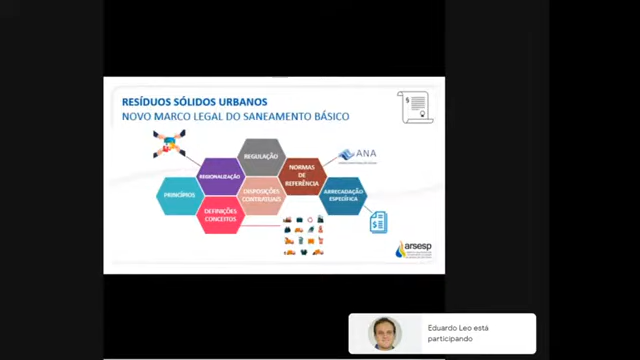 RESÍDUOS SÓLIDOS URBANOS
NOVO MARCO LEGAL DO SANEAMENTO BÁSICO
REGULAÇÃO
ANA
REGIONALIZAÇÃO
NORMAS DE
REFERÊNCIA
PRINCÍPIOS
DISPOSIÇÕES
CONTRATUAIS
ARRECADAÇÃO
ESPECÍFICA
DEFINIÇÕES
CONCEITOS
arsesp
Eduardo Leo está
participando